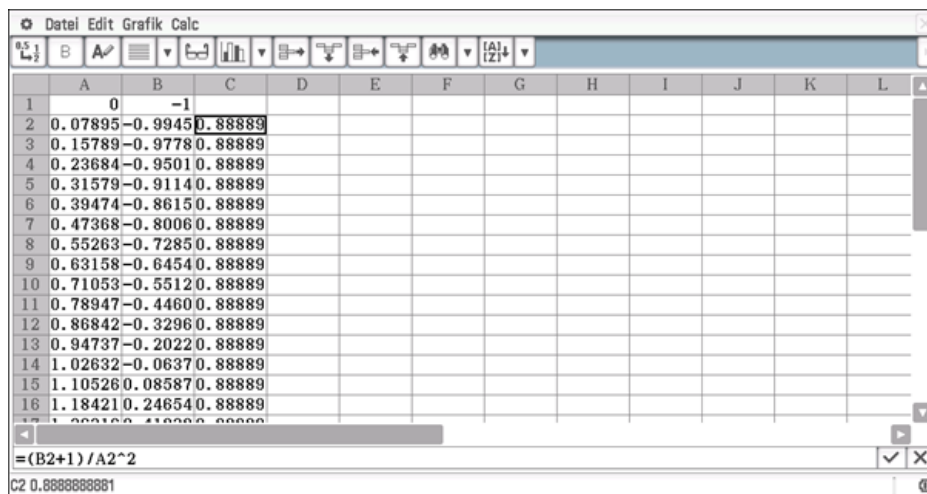 Datei Edit Grafik Calc
0.5 1 2 B A [A] [Z]
A B C D E F G H I J K L
1 0 -1
2 0.07895 -0.9945 0.88889
3 0.15789 -0.9778 0.88889
4 0.23684 -0.9501 0.88889
5 0.31579 -0.9114 0.88889
6 0.39474 -0.8615 0.88889
7 0.47368 -0.8006 0.88889
8 0.55263 -0.7285 0.88889
9 0.63158 -0.6454 0.88889
10 0.71053 -0.5512 0.88889
11 0.78947 -0.4460 0.88889
12 0.86842 -0.3296 0.88889
13 0.94737 -0.2022 0.88889
14 1.02632 -0.0637 0.88889
15 1.10526 0.08587 0.88889
16 1.18421 0.24654 0.88889
=(B2+1)/A2^2
C2 0.8888888881